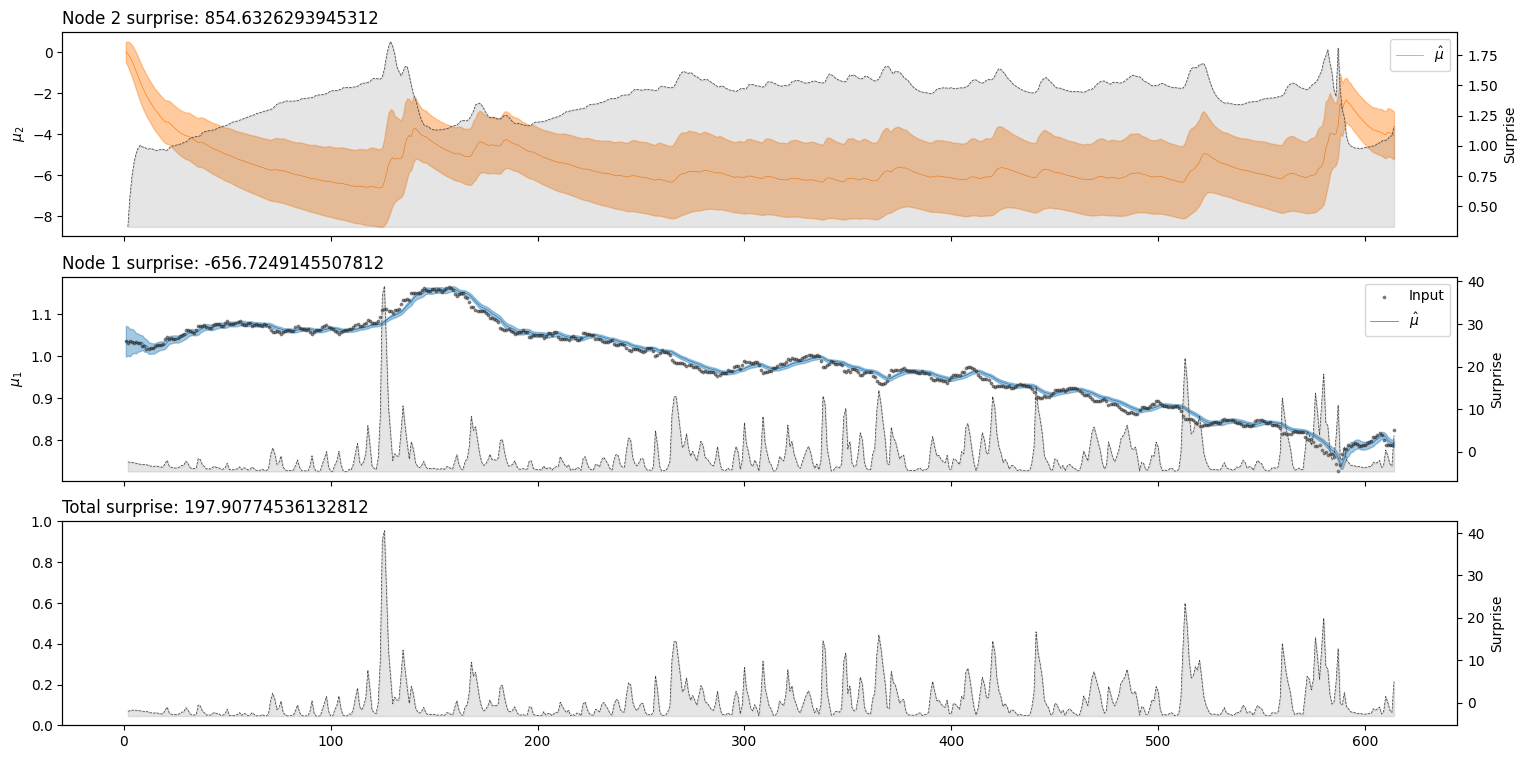 Node 2 surprise: 854.6326293945312
0
−2
−4
−6
−8
μ2
μ̂
1.75
1.50
1.25
1.00
0.75
0.50
Surprise
Node 1 surprise: -656.7249145507812
1.1
1.0
0.9
0.8
μ1
Input
μ̂
40
30
20
10
0
Surprise
Total surprise: 197.90774536132812
1.0
0.8
0.6
0.4
0.2
0.0
40
30
20
10
0
Surprise
0 100 200 300 400 500 600